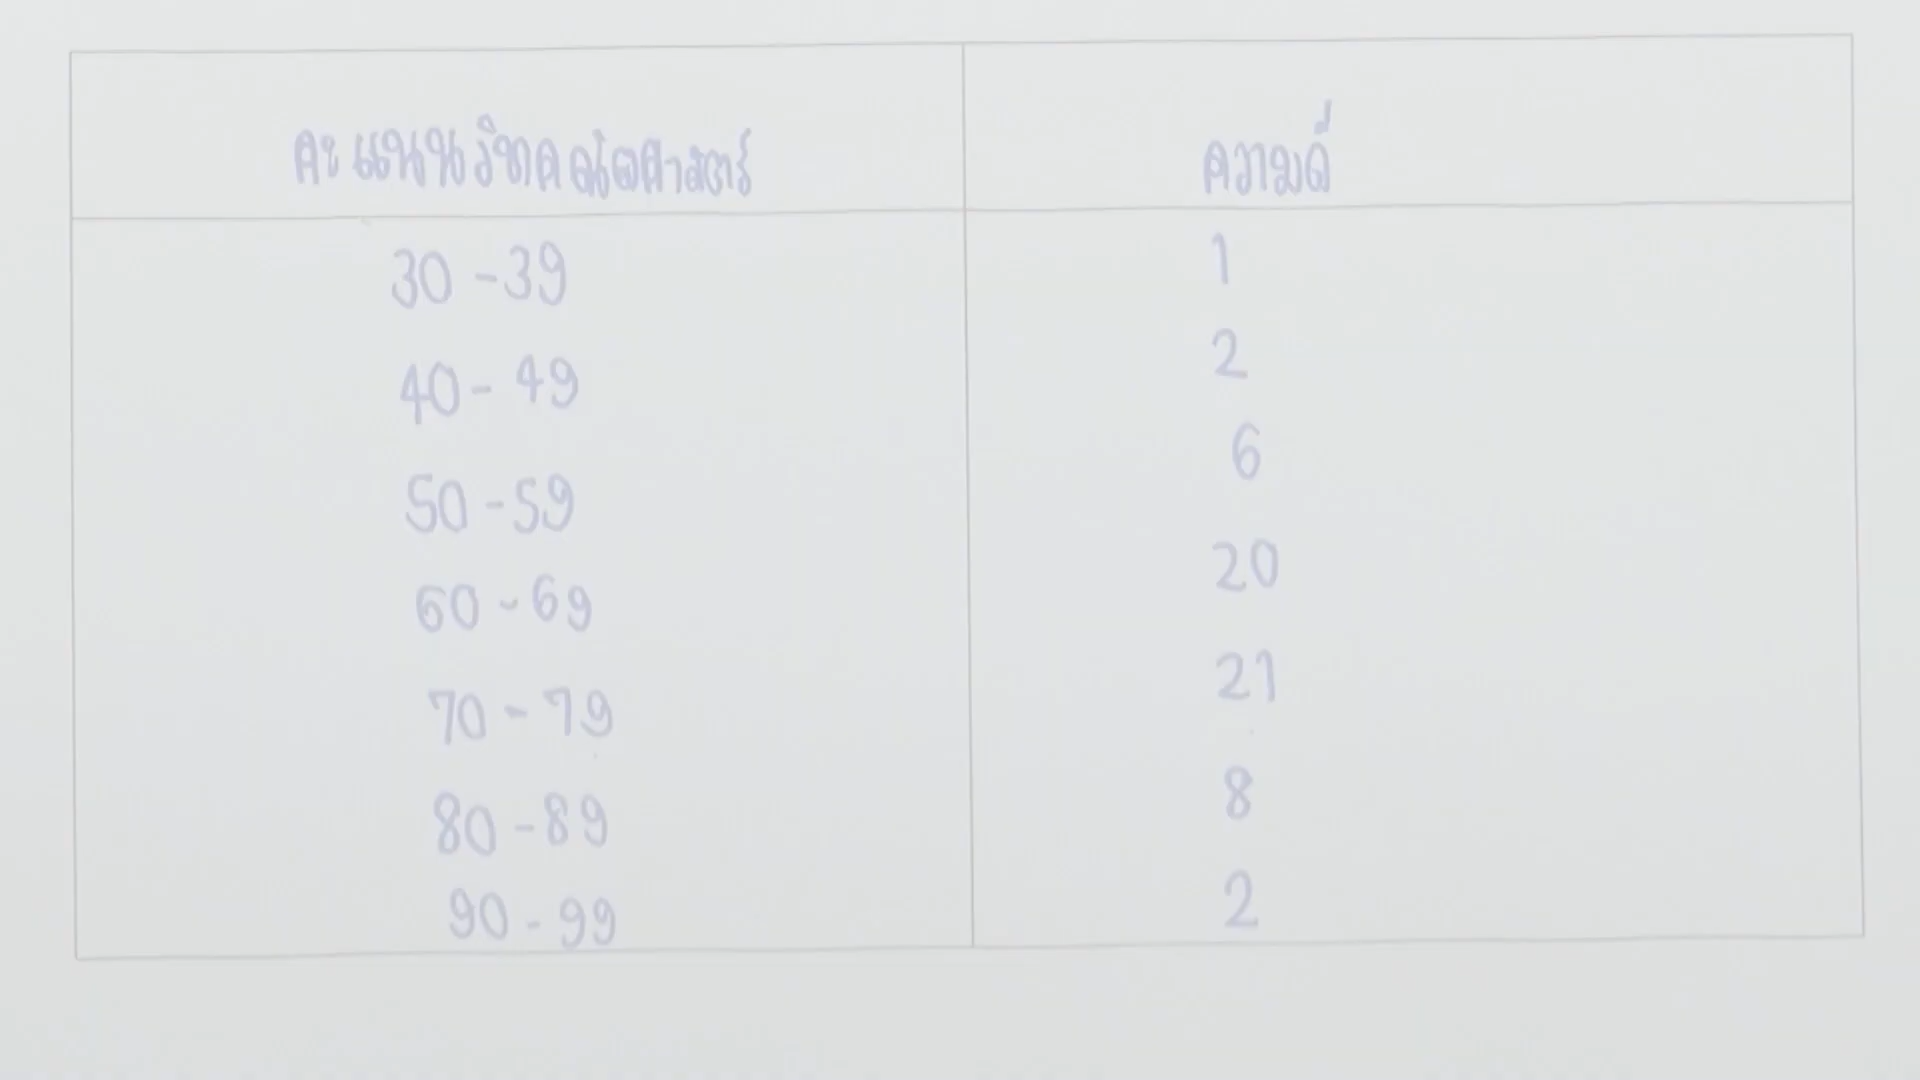 คะแนนวิทคณิตศาสตร์ ความถี่
30 - 39 1
40 - 49 2
50 - 59 6
60 - 69 20
70 - 79 21
80 - 89 8
90 - 99 2